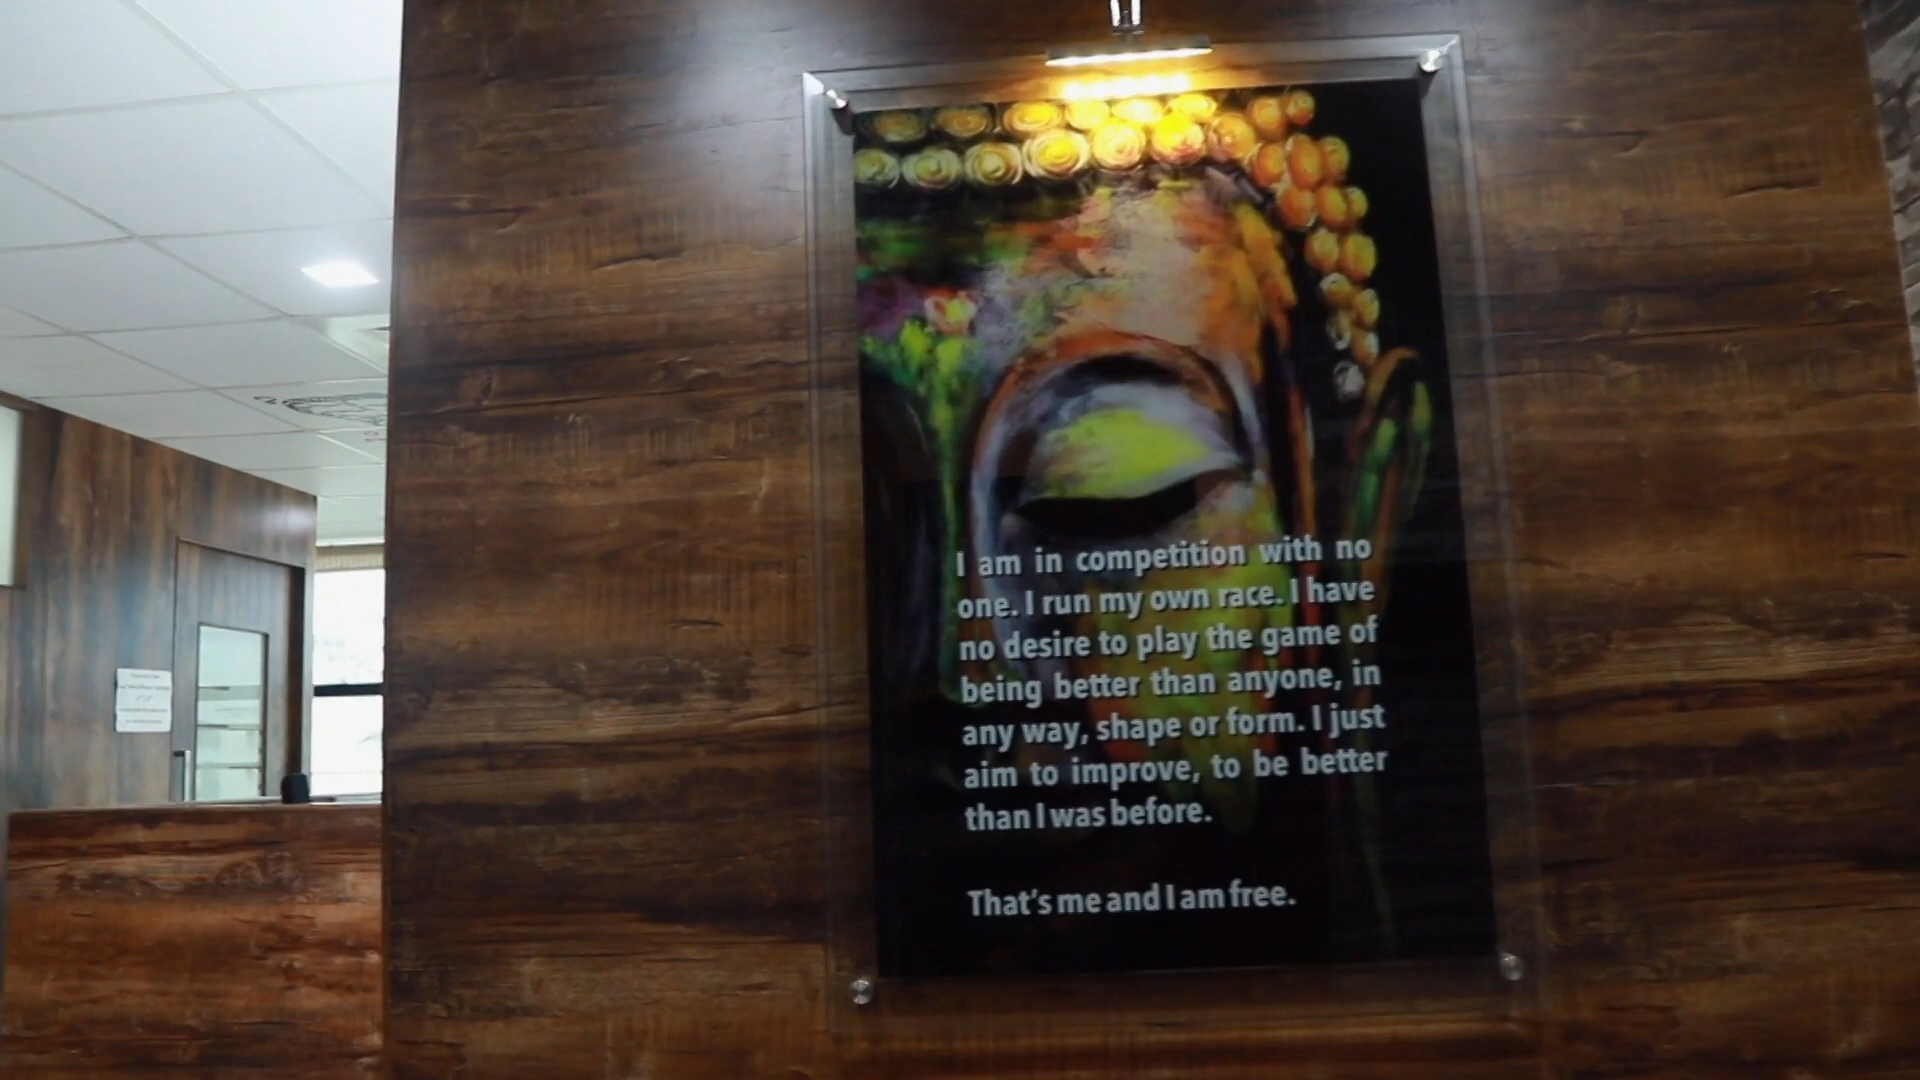 I am in competition with no
one. I run my own race. I have
no desire to play the game of
being better than anyone, in
any way, shape or form. I just
aim to improve, to be better
than I was before.
That's me and I am free.